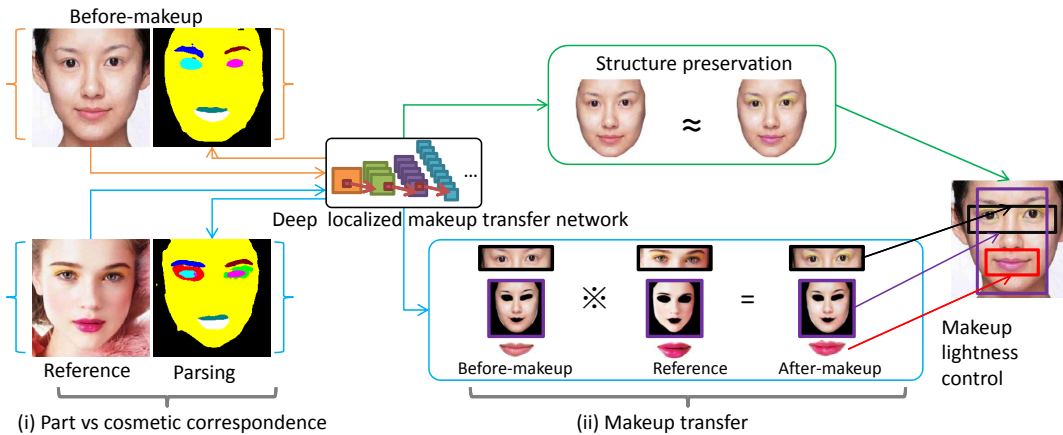 Before-makeup
Structure preservation
≈
...
Deep localized makeup transfer network
※
=
Reference
Parsing
Before-makeup
Reference
After-makeup
Makeup
lightness
control
(i) Part vs cosmetic correspondence
(ii) Makeup transfer